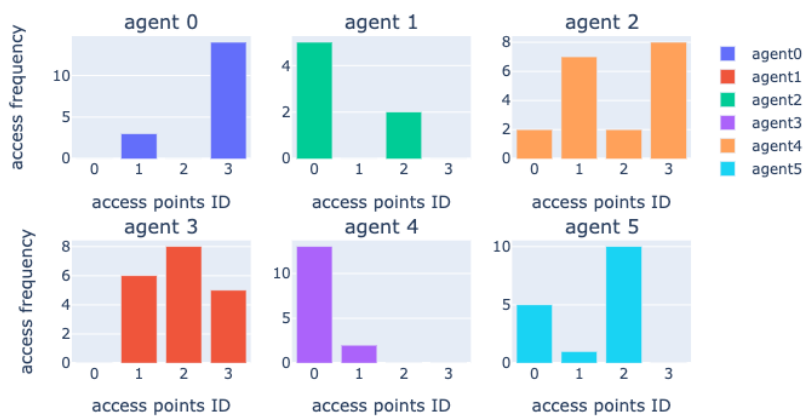 agent 0
agent 1
agent 2
access frequency
10
5
0
0 1 2 3
access points ID
4
2
0
0 1 2 3
access points ID
8
6
4
2
0
0 1 2 3
access points ID
agent0
agent1
agent2
agent3
agent4
agent5
agent 3
agent 4
agent 5
access frequency
8
6
4
2
0
0 1 2 3
access points ID
10
5
0
0 1 2 3
access points ID
10
5
0
0 1 2 3
access points ID